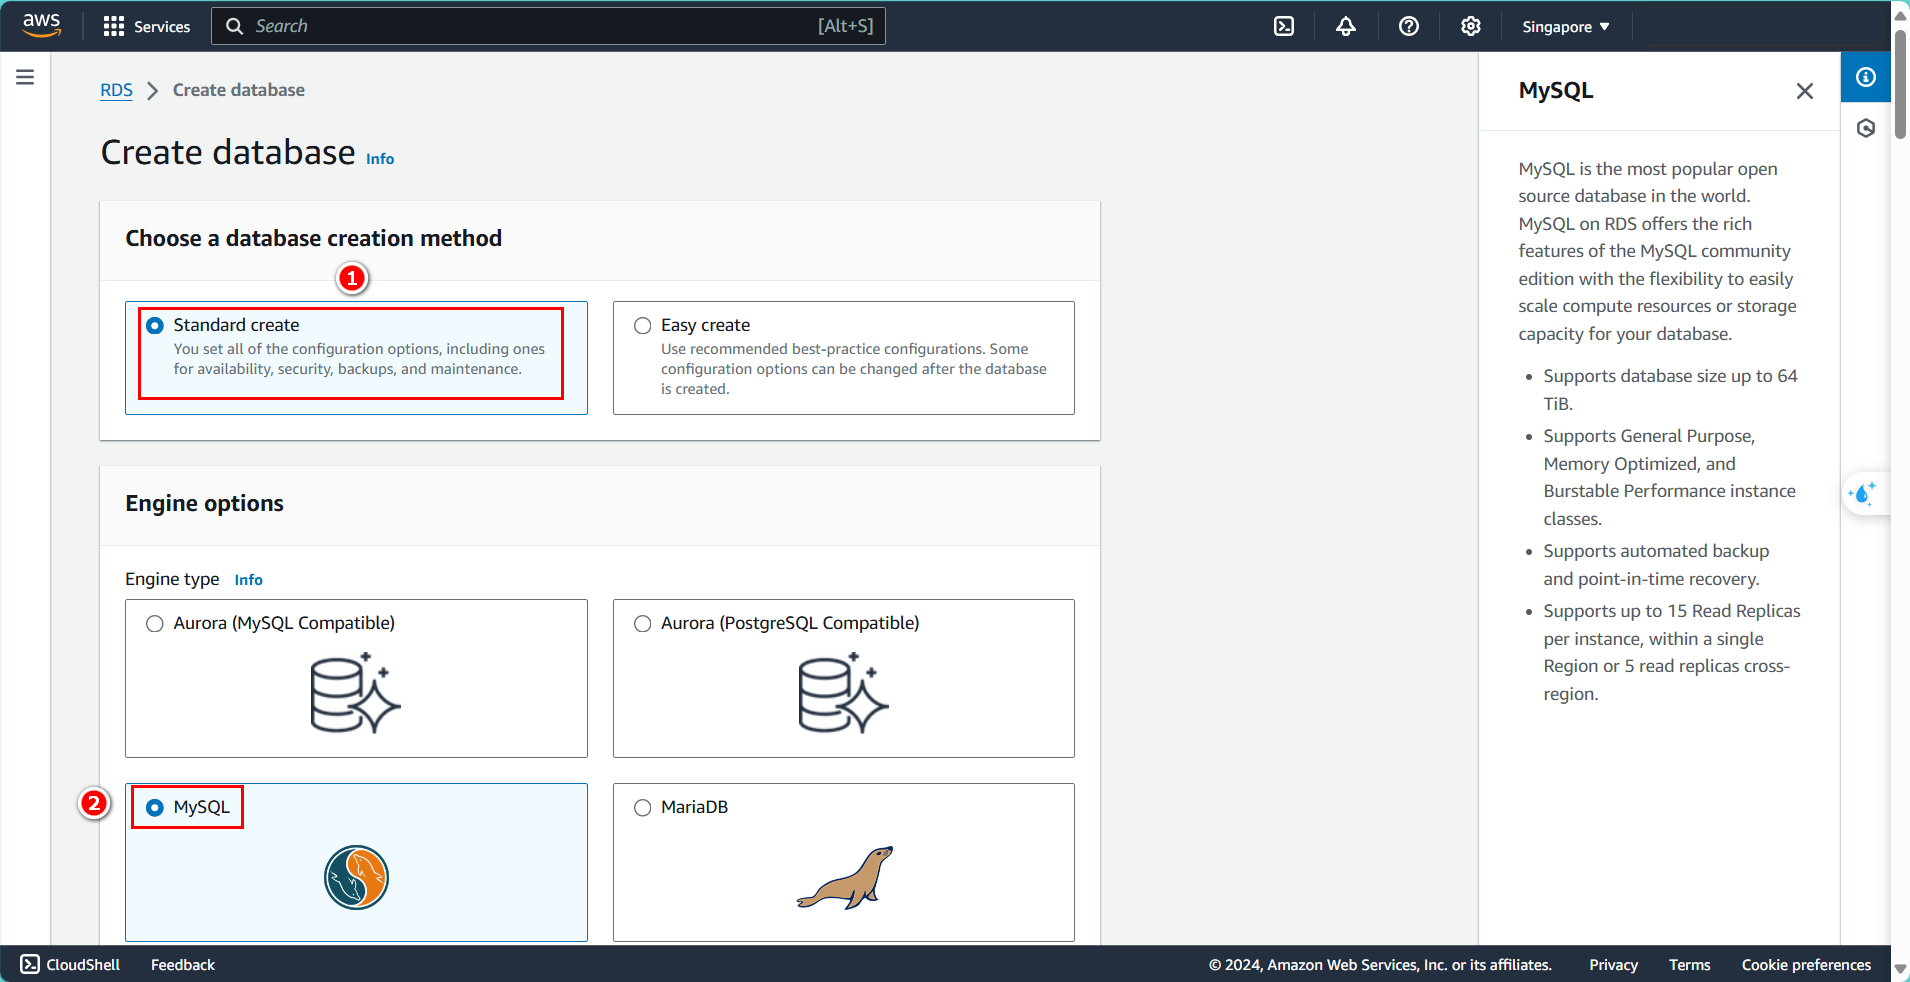 aws
Services
Search
[Alt+S]
Singapore
RDS
Create database
Create database
Info
Choose a database creation method
1
Standard create
You set all of the configuration options, including ones
for availability, security, backups, and maintenance.
Easy create
Use recommended best-practice configurations. Some
configuration options can be changed after the database
is created.
Engine options
Engine type
Info
Aurora (MySQL Compatible)
Aurora (PostgreSQL Compatible)
2
MySQL
MariaDB
MySQL
MySQL is the most popular open
source database in the world.
MySQL on RDS offers the rich
features of the MySQL community
edition with the flexibility to easily
scale compute resources or storage
capacity for your database.
Supports database size up to 64
TiB.
Supports General Purpose,
Memory Optimized, and
Burstable Performance instance
classes.
Supports automated backup
and point-in-time recovery.
Supports up to 15 Read Replicas
per instance, within a single
Region or 5 read replicas cross-
region.
CloudShell
Feedback
© 2024, Amazon Web Services, Inc. or its affiliates.
Privacy
Terms
Cookie preferences